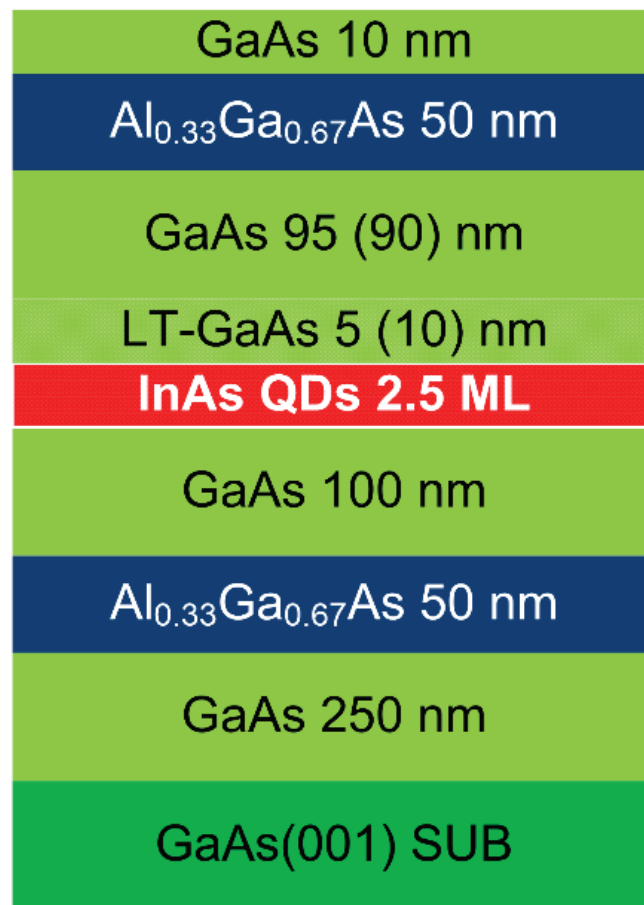 GaAs 10 nm
Al₀.₃₃Ga₀.₆₇As 50 nm
GaAs 95 (90) nm
LT-GaAs 5 (10) nm
InAs QDs 2.5 ML
GaAs 100 nm
Al₀.₃₃Ga₀.₆₇As 50 nm
GaAs 250 nm
GaAs(001) SUB